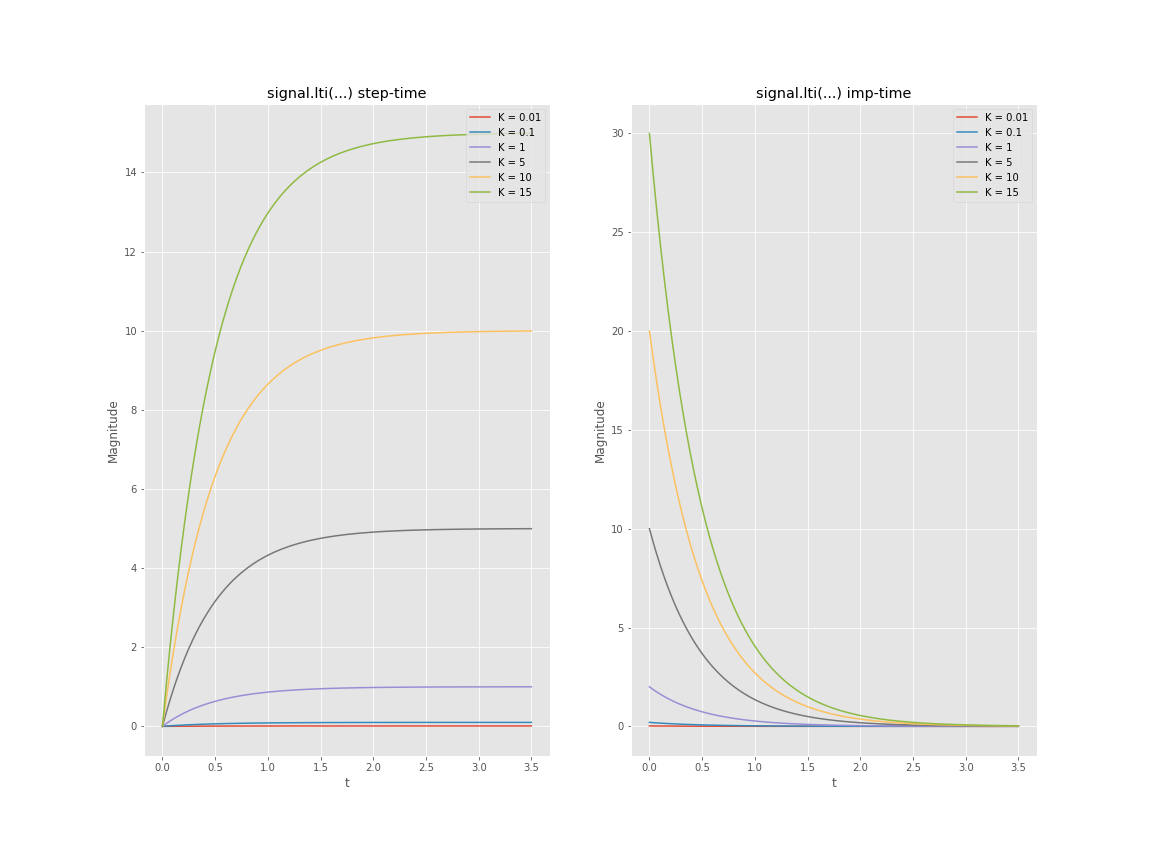 signal.lti(...) step-time
K = 0.01
K = 0.1
K = 1
K = 5
K = 10
K = 15
14
12
10
8
6
4
2
0
Magnitude
0.0 0.5 1.0 1.5 2.0 2.5 3.0 3.5
t
signal.lti(...) imp-time
K = 0.01
K = 0.1
K = 1
K = 5
K = 10
K = 15
30
25
20
15
10
5
0
Magnitude
0.0 0.5 1.0 1.5 2.0 2.5 3.0 3.5
t